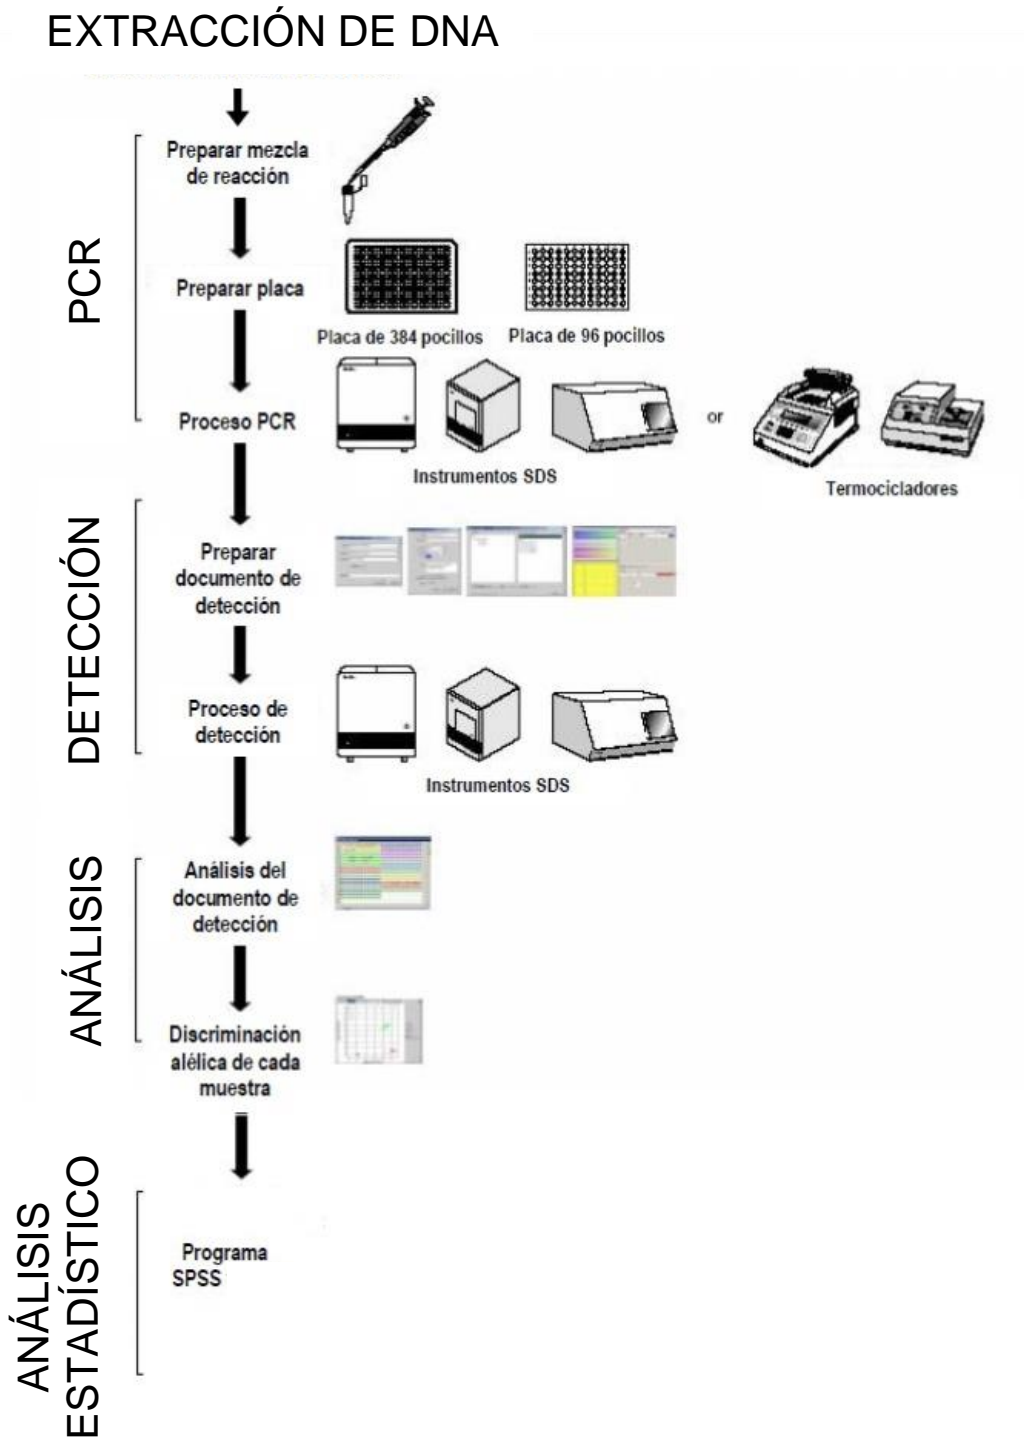 EXTRACCIÓN DE DNA
PCR
Preparar mezcla
de reacción
Preparar placa
Placa de 384 pocillos
Placa de 96 pocillos
Proceso PCR
or
Instrumentos SDS
Termocicladores
DETECCIÓN
Preparar
documento de
detección
Proceso de
detección
Instrumentos SDS
ANÁLISIS
Análisis del
documento de
detección
Discriminación
alélica de cada
muestra
ANÁLISIS
ESTADÍSTICO
Programa
SPSS